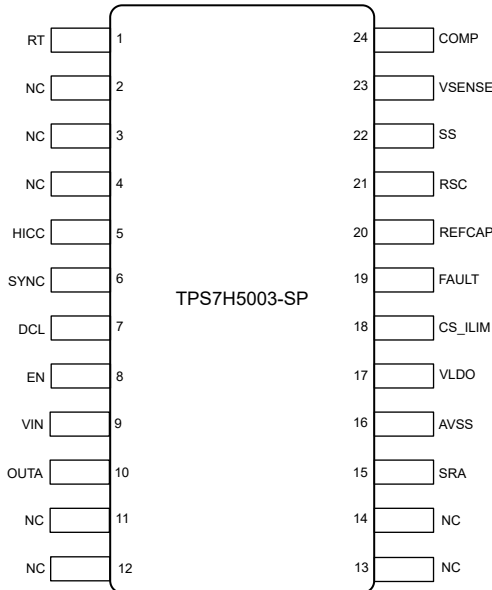 RT 1 24 COMP
NC 2 23 VSENSE
NC 3 22 SS
NC 4 21 RSC
HICC 5 20 REFCAP
SYNC 6 19 FAULT
TPS7H5003-SP
DCL 7 18 CS_ILIM
EN 8 17 VLDO
VIN 9 16 AVSS
OUTA 10 15 SRA
NC 11 14 NC
NC 12 13 NC